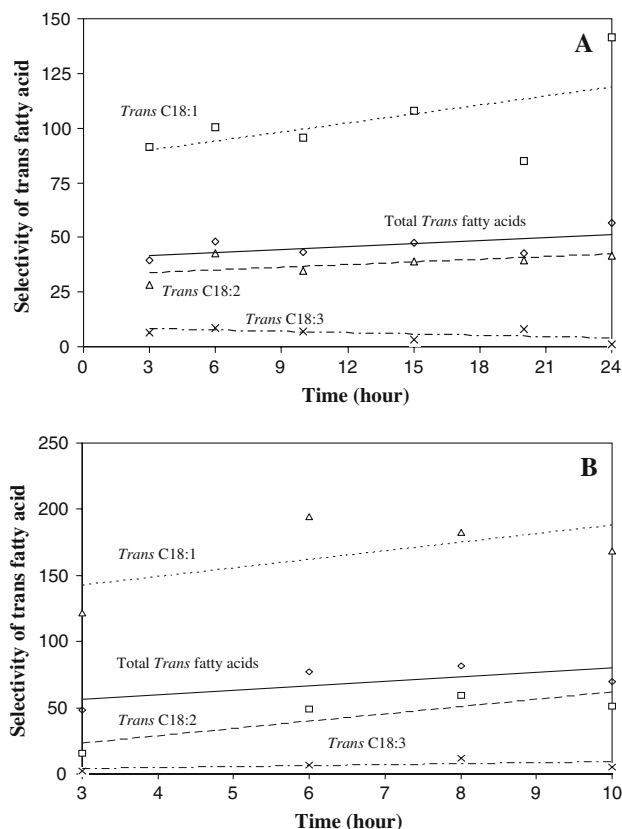 A
Selectivity of trans fatty acid
150
125
100
75
50
25
0
Trans C18:1
Total Trans fatty acids
Trans C18:2
Trans C18:3
0 3 6 9 12 15 18 21 24
Time (hour)
B
Selectivity of trans fatty acid
250
200
150
100
50
0
Trans C18:1
Total Trans fatty acids
Trans C18:2
Trans C18:3
3 4 5 6 7 8 9 10
Time (hour)